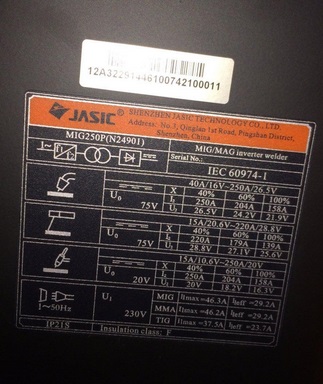 12A3229146100742100011
JASIC
SHENZHEN JASIC TECHNOLOGY CO., LTD.
Address: No.3, Qinglan 1st Road, Pingshan District,
Shenzhen, China
MIG250P(N24901)
MIG/MAG inverter welder
Serial No.:
IEC 60974-1
40A/16V~250A/26.5V
X 40% 60% 100%
U₀ 75V
I₂ 250A 204A 158A
U₂ 26.5V 24.2V 21.9V
15A/20.6V~220A/28.8V
X 40% 60% 100%
U₀ 75V
I₂ 220A 179A 139A
U₂ 28.8V 27.1V 25.6V
15A/10.6V~250A/20V
X 40% 60% 100%
U₀ 20V
I₂ 250A 204A 158A
U₂ 20V 18.2V
1~50Hz
U₁ 230V
MIG I₁max=46.3A I₁eff=29.2A
MMA I₁max=46.2A I₁eff=29.2A
TIG I₁max=37.5A I₁eff=23.7A
IP21S
Insulation class: F